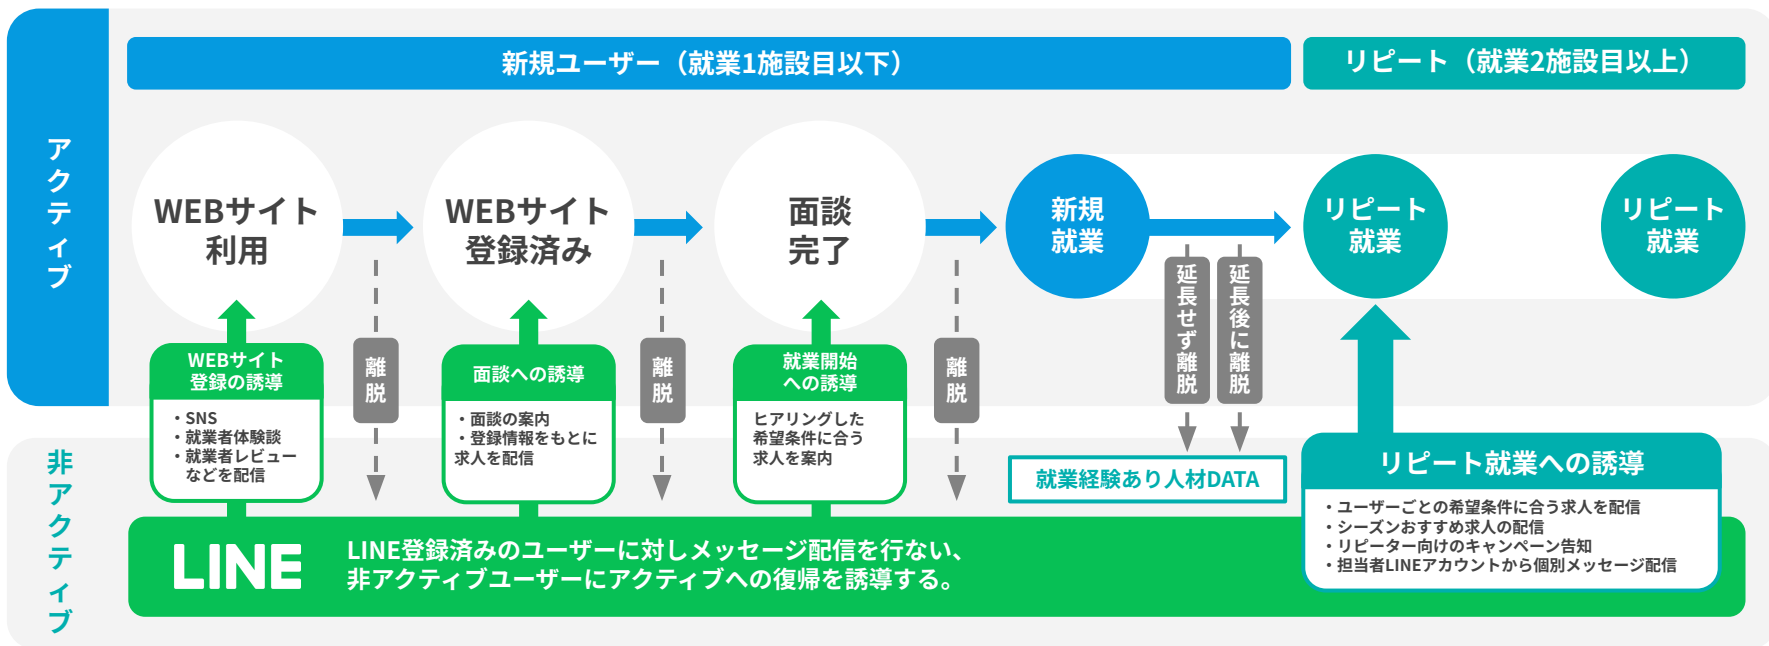 新規ユーザー（就業1施設目以下）
リピート（就業2施設目以上）
アクティブ
WEBサイト
利用
WEBサイト
登録済み
面談
完了
新規
就業
リピート
就業
リピート
就業
WEBサイト
登録の誘導
・SNS
・就業者体験談
・就業者レビュー
などを配信
離脱
面談への誘導
・面談の案内
・登録情報をもとに
求人を配信
離脱
就業開始
への誘導
ヒアリングした
希望条件に合う
求人を案内
離脱
延長せず離脱
延長後に離脱
就業経験あり人材DATA
リピート就業への誘導
・ユーザーごとの希望条件に合う求人を配信
・シーズンおすすめ求人の配信
・リピーター向けのキャンペーン告知
・担当者LINEアカウントから個別メッセージ配信
非アクティブ
LINE
LINE登録済みのユーザーに対しメッセージ配信を行ない、
非アクティブユーザーにアクティブへの復帰を誘導する。